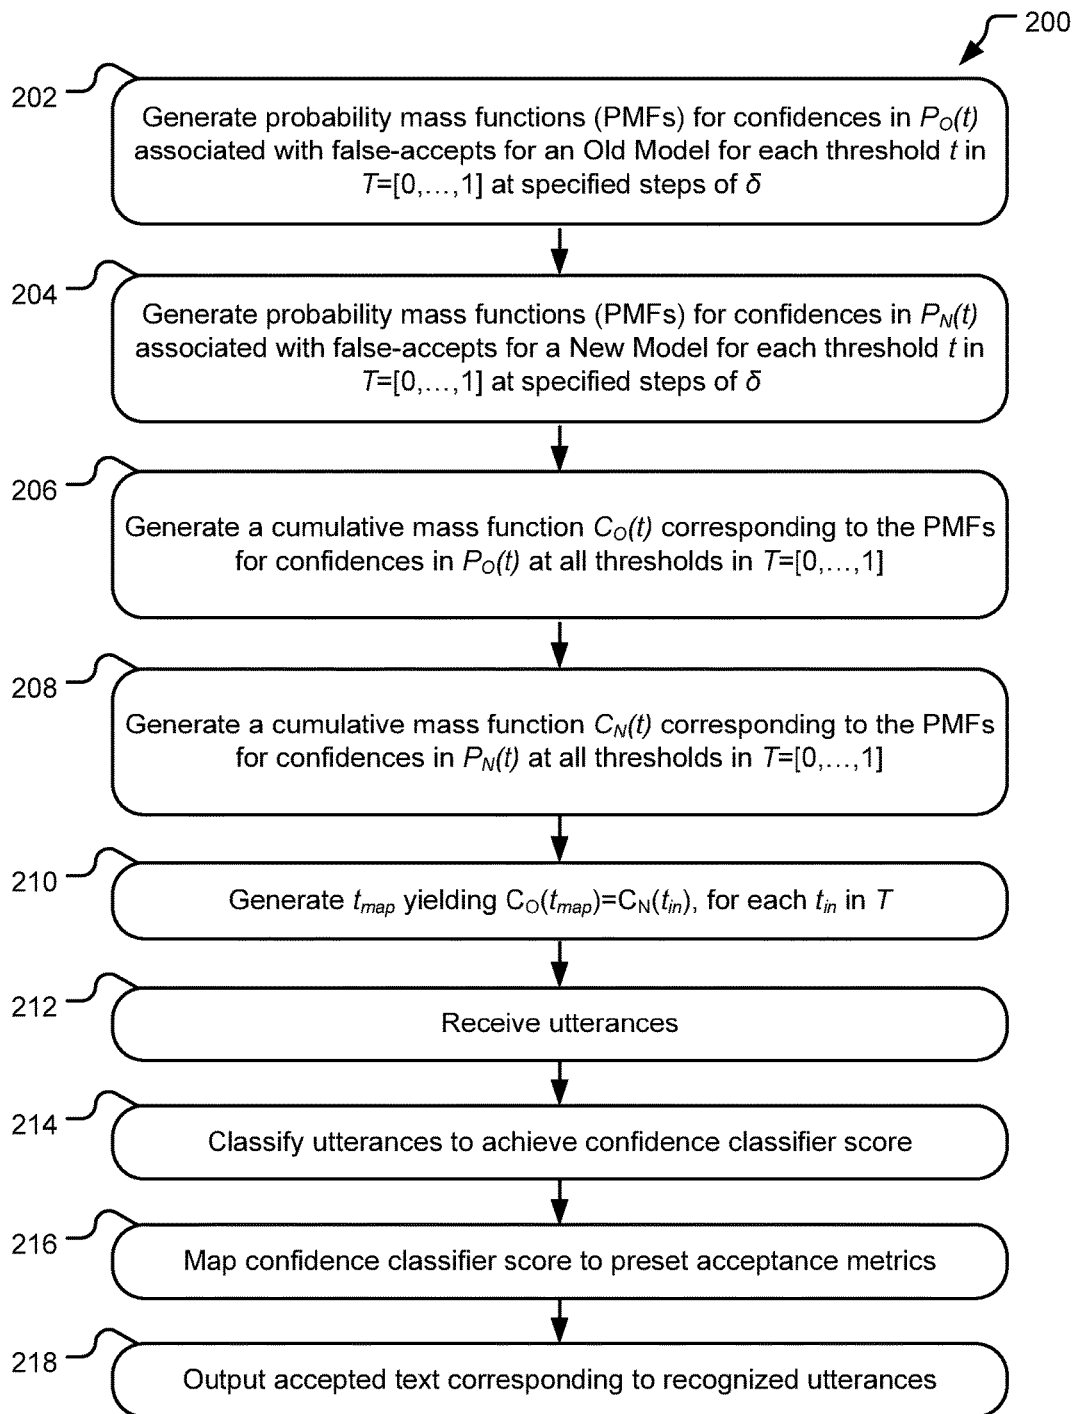 200
202
Generate probability mass functions (PMFs) for confidences in P_O(t)
associated with false-accepts for an Old Model for each threshold t in
T=[0,...,1] at specified steps of δ
204
Generate probability mass functions (PMFs) for confidences in P_N(t)
associated with false-accepts for a New Model for each threshold t in
T=[0,...,1] at specified steps of δ
206
Generate a cumulative mass function C_O(t) corresponding to the PMFs
for confidences in P_O(t) at all thresholds in T=[0,...,1]
208
Generate a cumulative mass function C_N(t) corresponding to the PMFs
for confidences in P_N(t) at all thresholds in T=[0,...,1]
210
Generate t_map yielding C_O(t_map)=C_N(t_in), for each t_in in T
212
Receive utterances
214
Classify utterances to achieve confidence classifier score
216
Map confidence classifier score to preset acceptance metrics
218
Output accepted text corresponding to recognized utterances